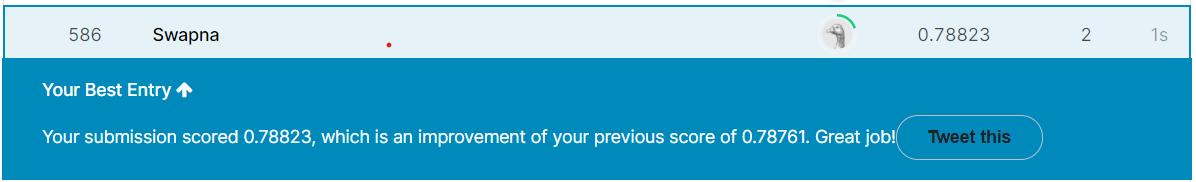 586 Swapna 0.78823 2 1s
Your Best Entry
Your submission scored 0.78823, which is an improvement of your previous score of 0.78761. Great job! Tweet this